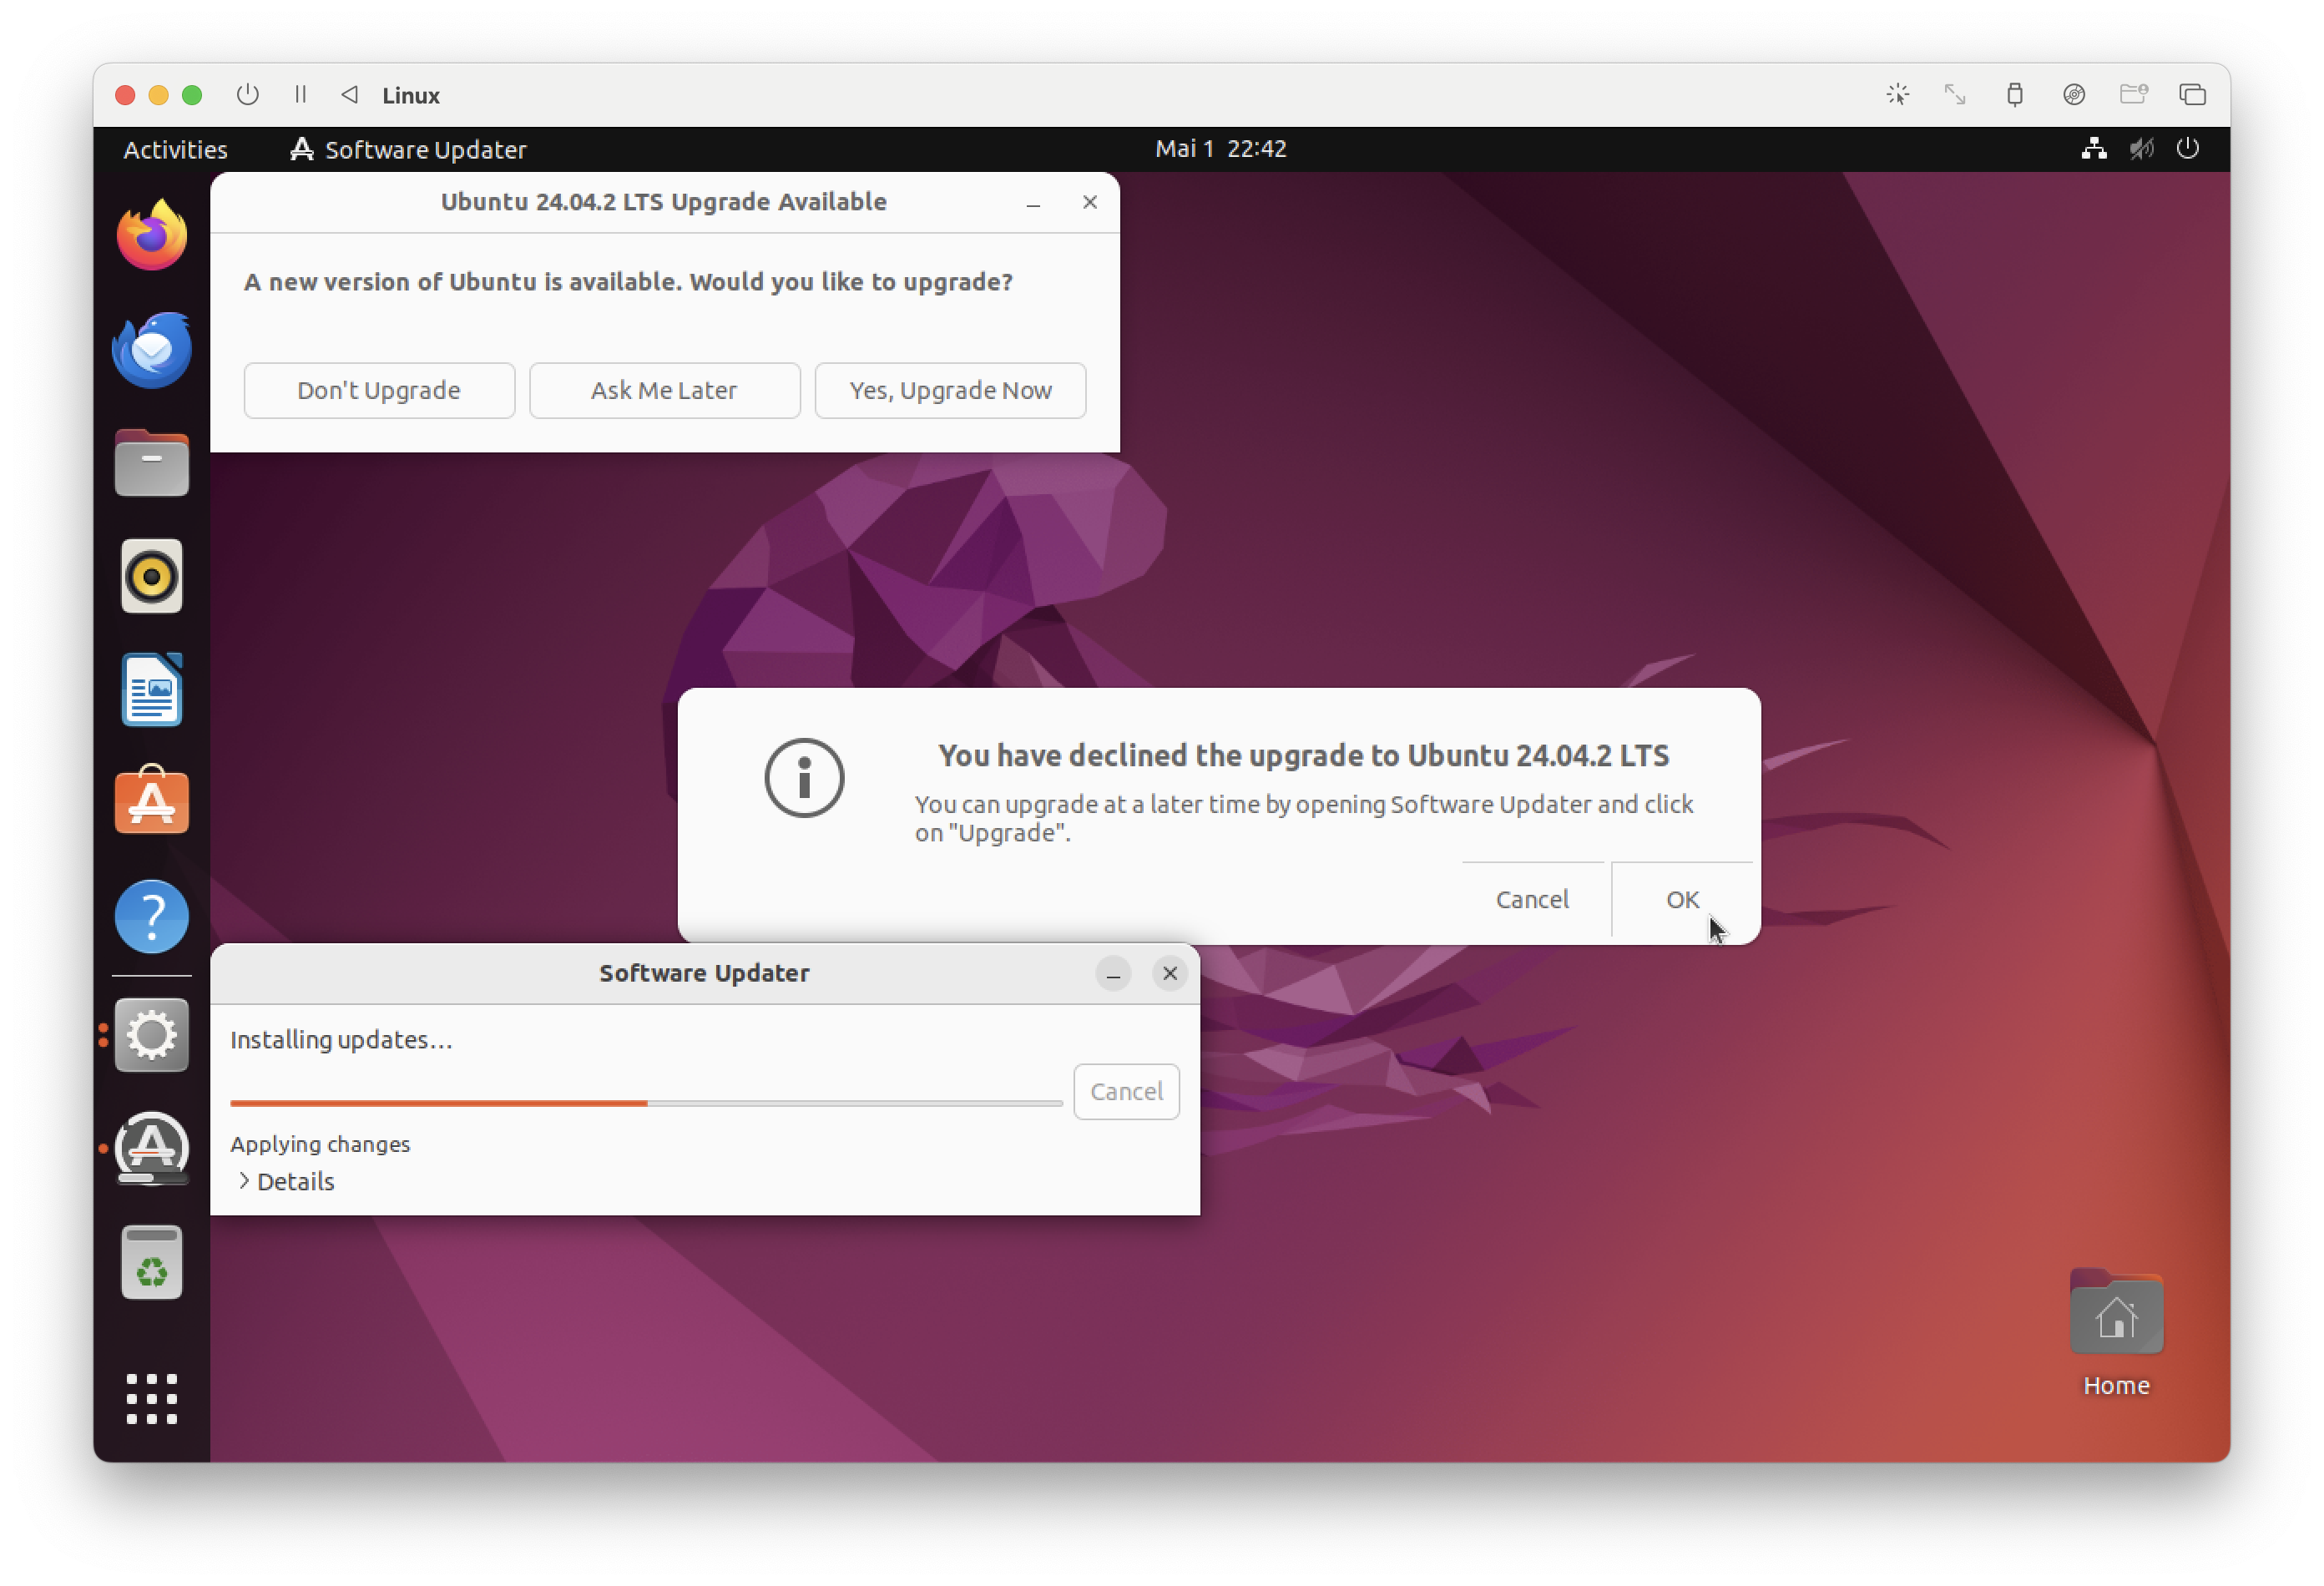 Linux
Activities
Software Updater
Mai 1 22:42
Ubuntu 24.04.2 LTS Upgrade Available
A new version of Ubuntu is available. Would you like to upgrade?
Don't Upgrade
Ask Me Later
Yes, Upgrade Now
You have declined the upgrade to Ubuntu 24.04.2 LTS
You can upgrade at a later time by opening Software Updater and click
on "Upgrade".
Cancel
OK
Software Updater
Installing updates…
Cancel
Applying changes
Details
Home